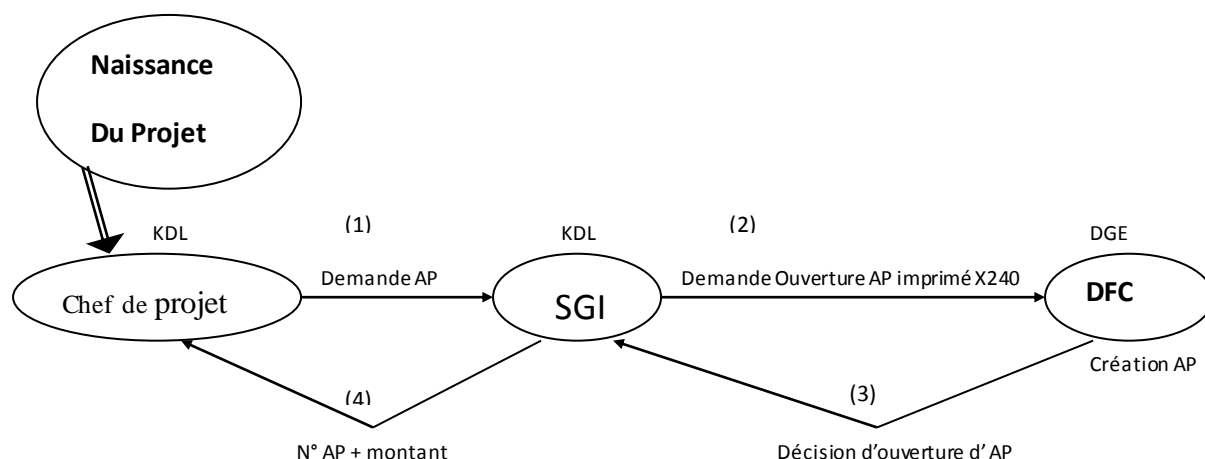 Naissance
Du Projet
KDL
(1)
KDL
(2)
DGE
Chef de projet
Demande AP
SGI
Demande Ouverture AP imprimé X240
DFC
Création AP
(4)
(3)
N° AP + montant
Décision d'ouverture d' AP